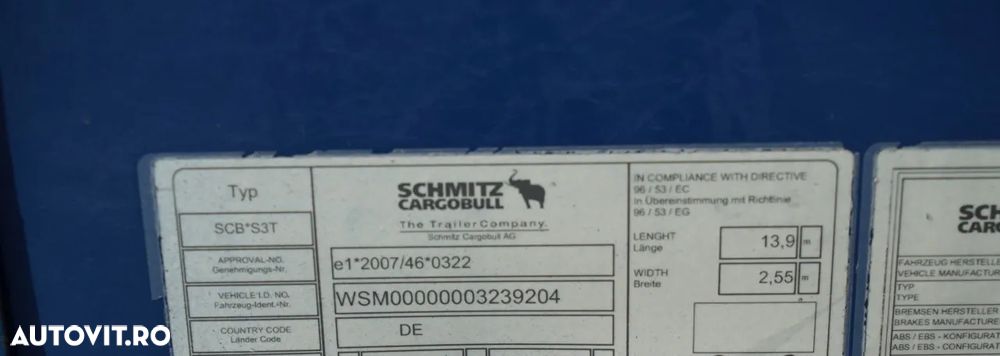 Typ
SCB*S3T
APPROVAL-NO.
Genehmigungs-Nr.
VEHICLE I.D. NO.
Fahrzeug-Ident.-Nr.
COUNTRY CODE
Länder Code
SCHMITZ
CARGOBULL
The Trailer Company.
Schmitz Cargobull AG
e1*2007/46*0322
WSM00000003239204
DE
IN COMPLIANCE WITH DIRECTIVE
96 / 53 / EC
in Übereinstimmung mit Richtlinie
96 / 53 / EG
LENGHT
Länge
13,9 m
WIDTH
Breite
2,55 m
SCH
CARG
FAHRZEUG HERSTELLE
VEHICLE MANUFACTUR
TYP
TYPE
BREMSEN HERSTELLER
BRAKES MANUFACTURE
ABS / EBS - KONFIGURAT
ABS / EBS - CONFIGURAT
AUTOVIT.RO